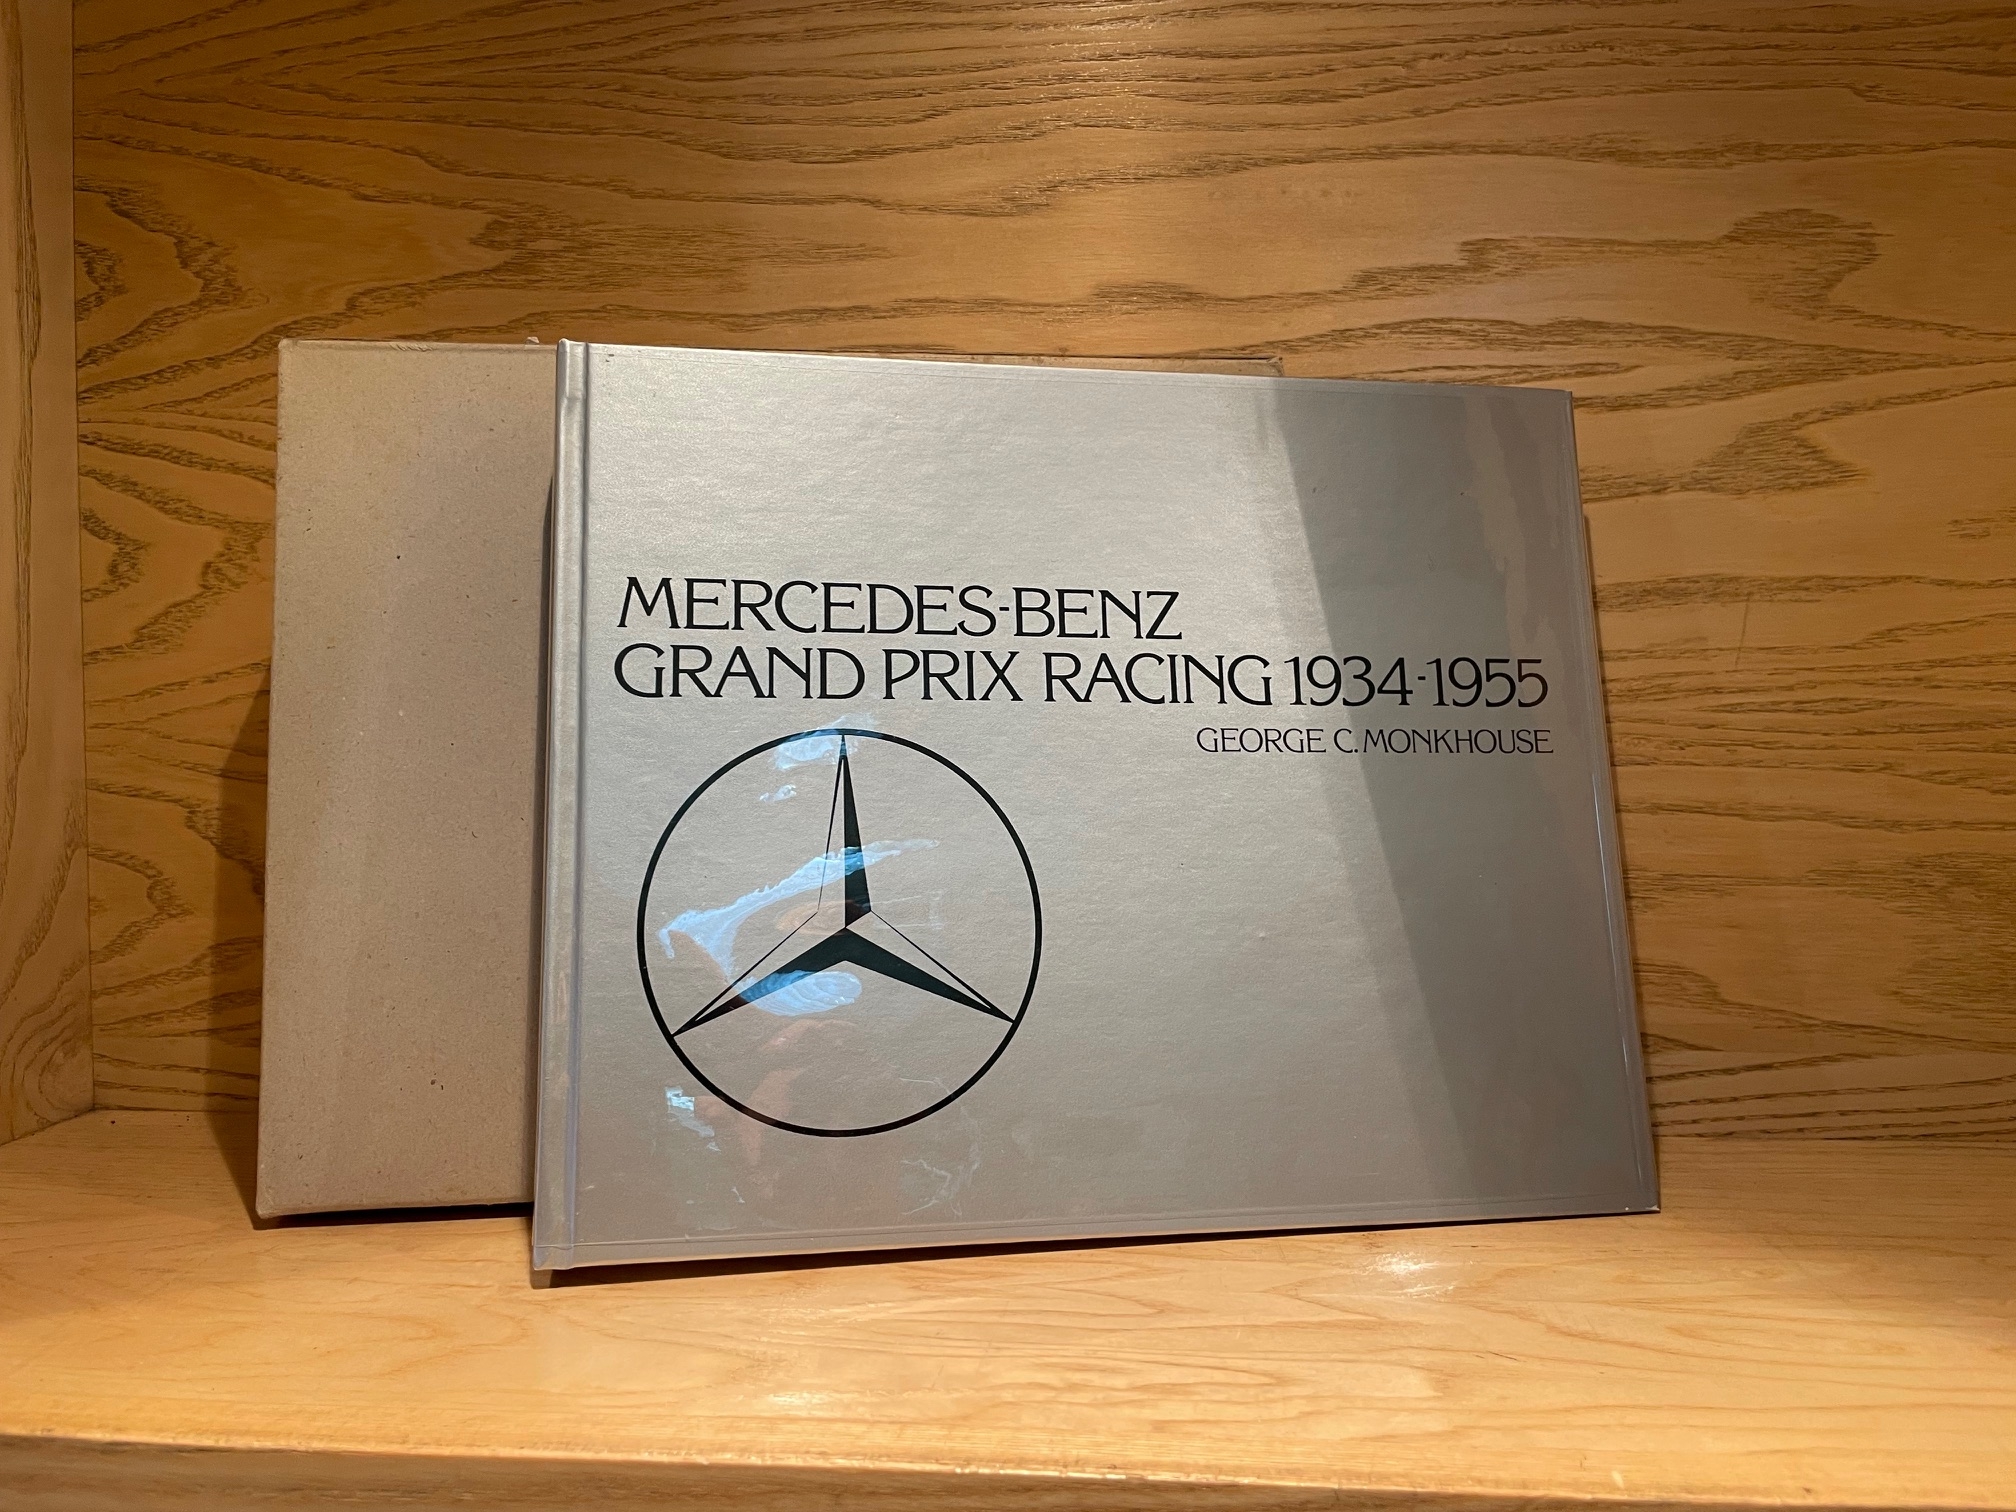 MERCEDES-BENZ
GRAND PRIX RACING 1934-1955
GEORGE C. MONKHOUSE